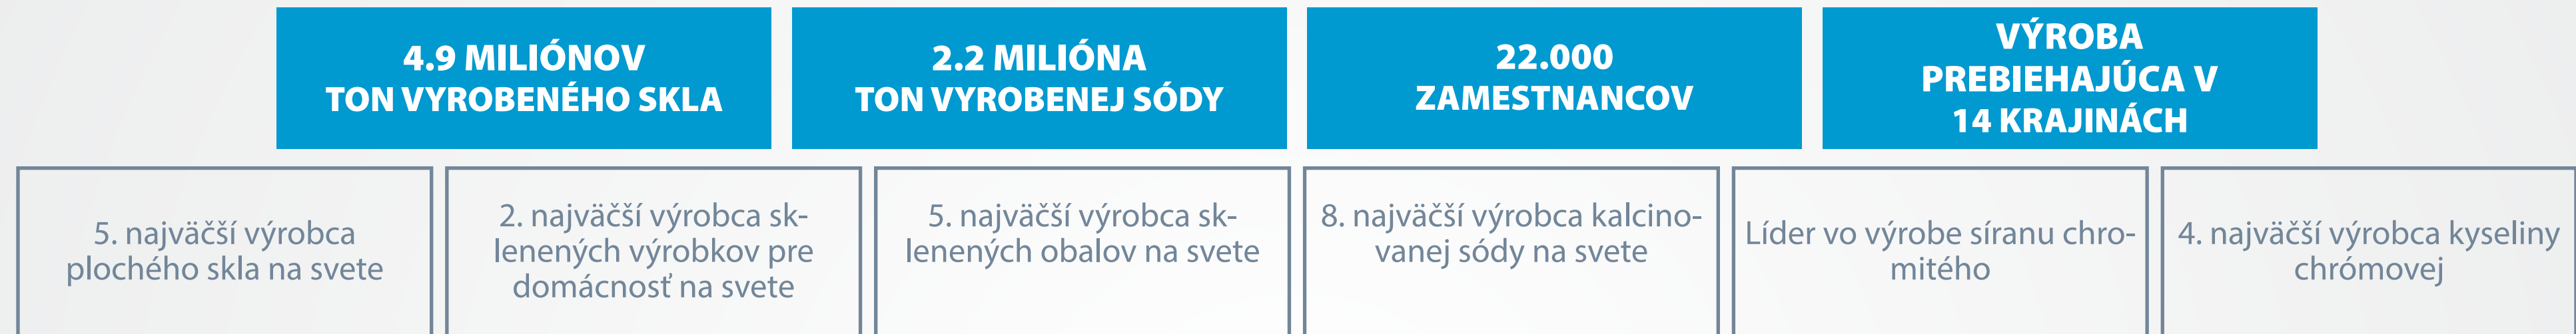 4.9 MILIÓNOV
TON VYROBENÉHO SKLA
2.2 MILIÓNA
TON VYROBENEJ SÓDY
22.000
ZAMESTNANCOV
VÝROBA
PREBIEHAJÚCA V
14 KRAJINÁCH
5. najväčší výrobca
plochého skla na svete
2. najväčší výrobca sk-
lenených výrobkov pre
domácnosť na svete
5. najväčší výrobca sk-
lenených obalov na svete
8. najväčší výrobca kalcino-
vanej sódy na svete
Líder vo výrobe síranu chro-
mitého
4. najväčší výrobca kyseliny
chrómovej